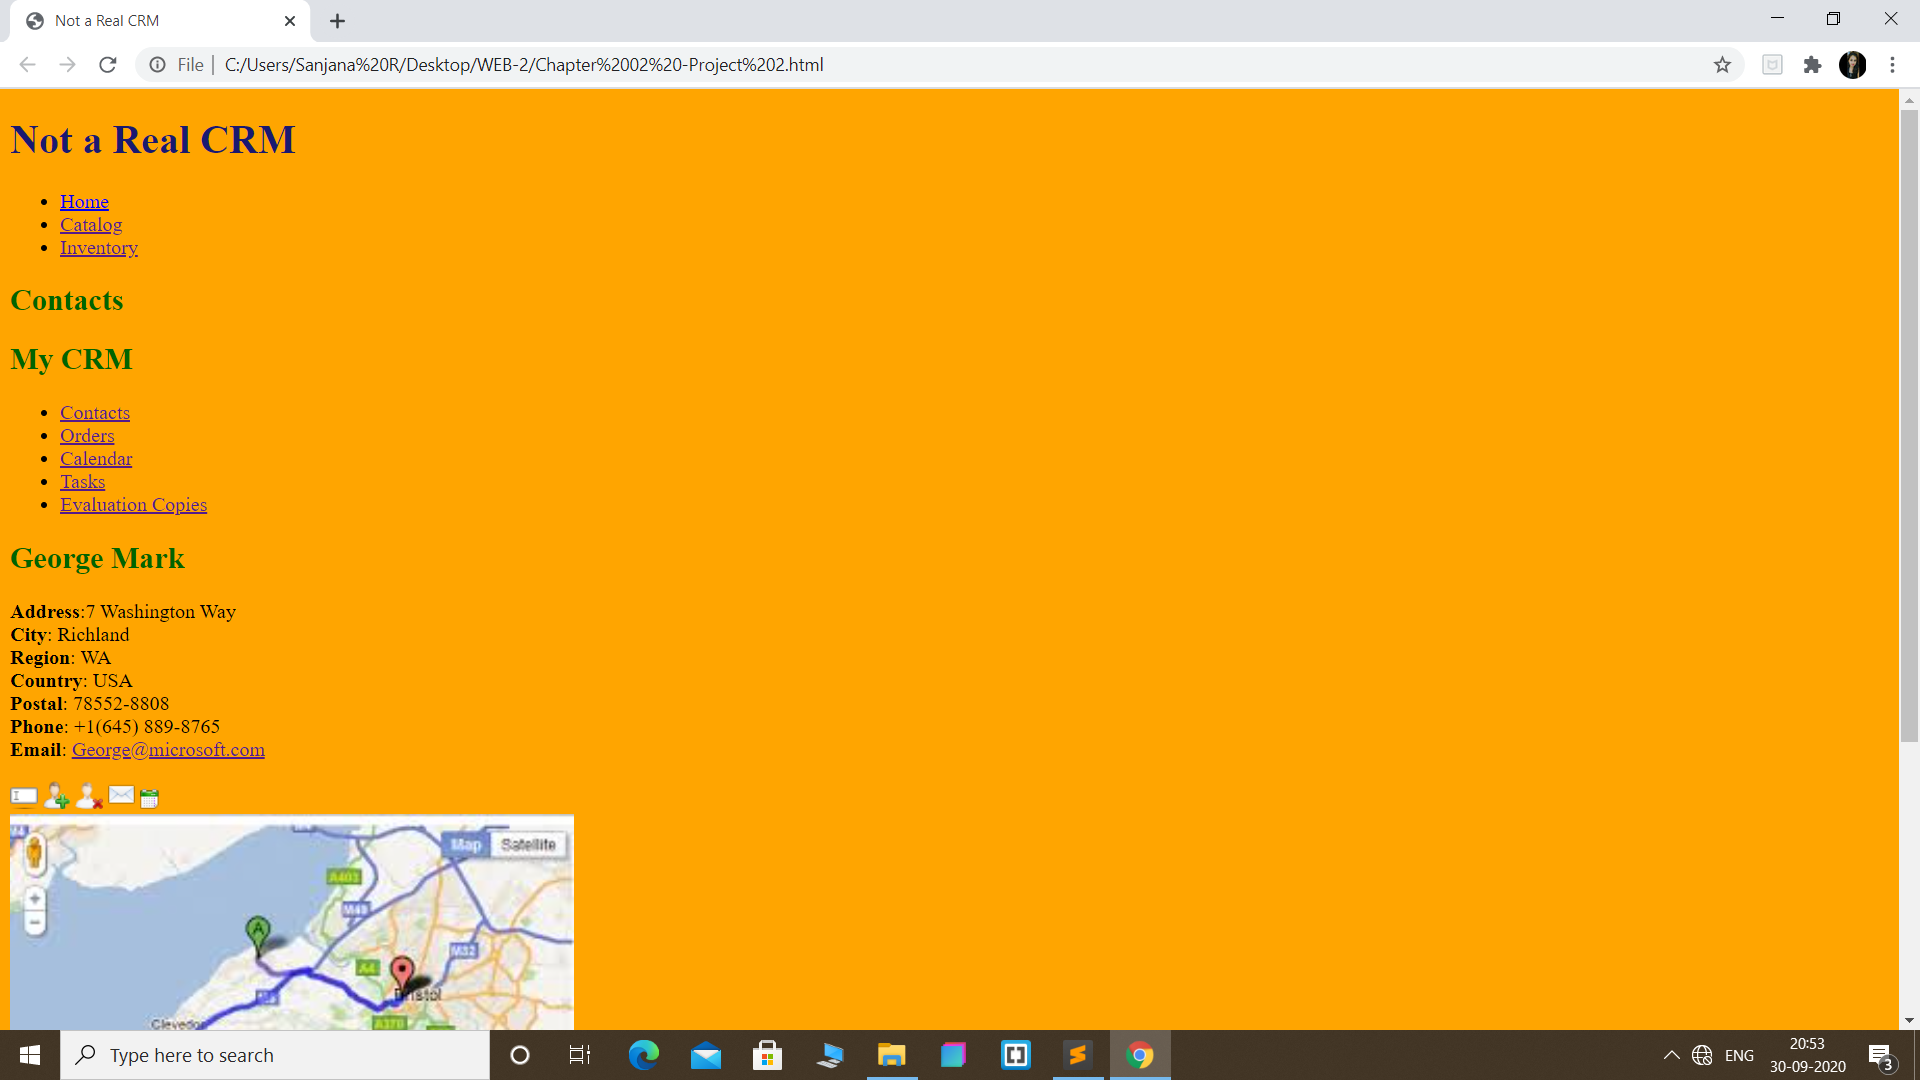 Not a Real CRM
File | C:/Users/Sanjana%20R/Desktop/WEB-2/Chapter%2002%20-Project%202.html
Not a Real CRM
Home
Catalog
Inventory
Contacts
My CRM
Contacts
Orders
Calendar
Tasks
Evaluation Copies
George Mark
Address:7 Washington Way
City: Richland
Region: WA
Country: USA
Postal: 78552-8808
Phone: +1(645) 889-8765
Email: George@microsoft.com
Map Satellite
A403
M49
A
M32
A4
Bristol
Clevedon
A370
Type here to search
ENG
20:53
30-09-2020
3